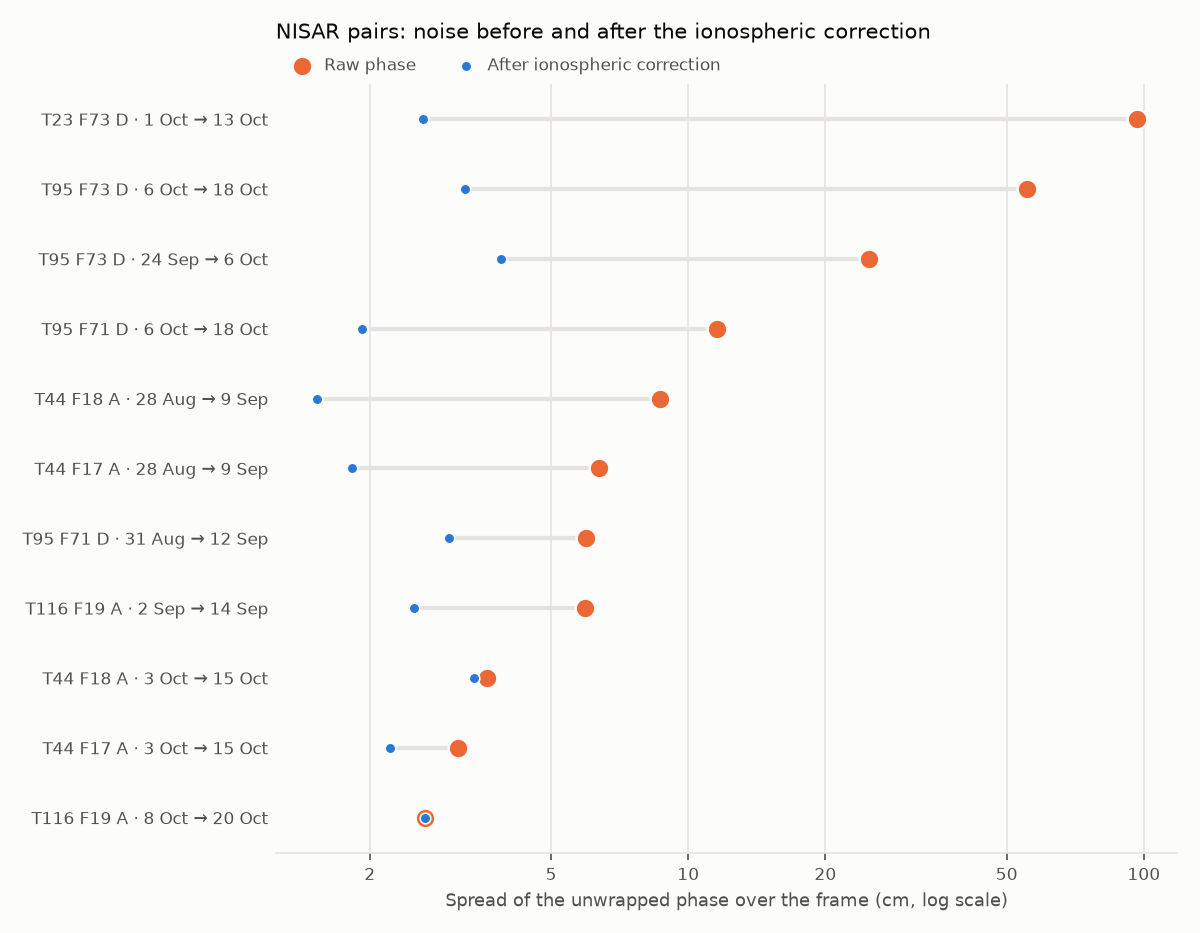 NISAR pairs: noise before and after the ionospheric correction
Raw phase
After ionospheric correction
T23 F73 D · 1 Oct → 13 Oct
T95 F73 D · 6 Oct → 18 Oct
T95 F73 D · 24 Sep → 6 Oct
T95 F71 D · 6 Oct → 18 Oct
T44 F18 A · 28 Aug → 9 Sep
T44 F17 A · 28 Aug → 9 Sep
T95 F71 D · 31 Aug → 12 Sep
T116 F19 A · 2 Sep → 14 Sep
T44 F18 A · 3 Oct → 15 Oct
T44 F17 A · 3 Oct → 15 Oct
T116 F19 A · 8 Oct → 20 Oct
2 5 10 20 50 100
Spread of the unwrapped phase over the frame (cm, log scale)